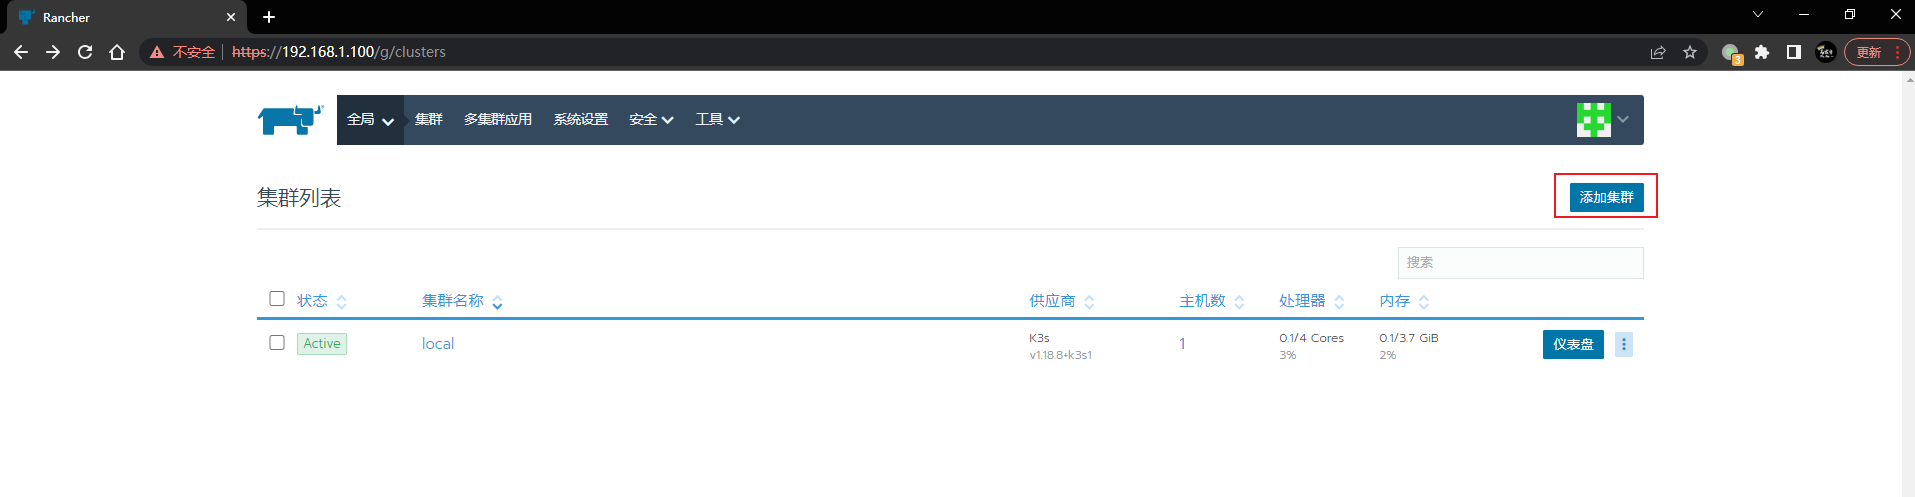 Rancher
不安全 https://192.168.1.100/g/clusters
3
更新
全局 集群 多集群应用 系统设置 安全 工具
集群列表
添加集群
搜索
状态 集群名称 供应商 主机数 处理器 内存
Active local K3s 1 0.1/4 Cores 0.1/3.7 GiB 仪表盘
v1.18.8+k3s1 3% 2%